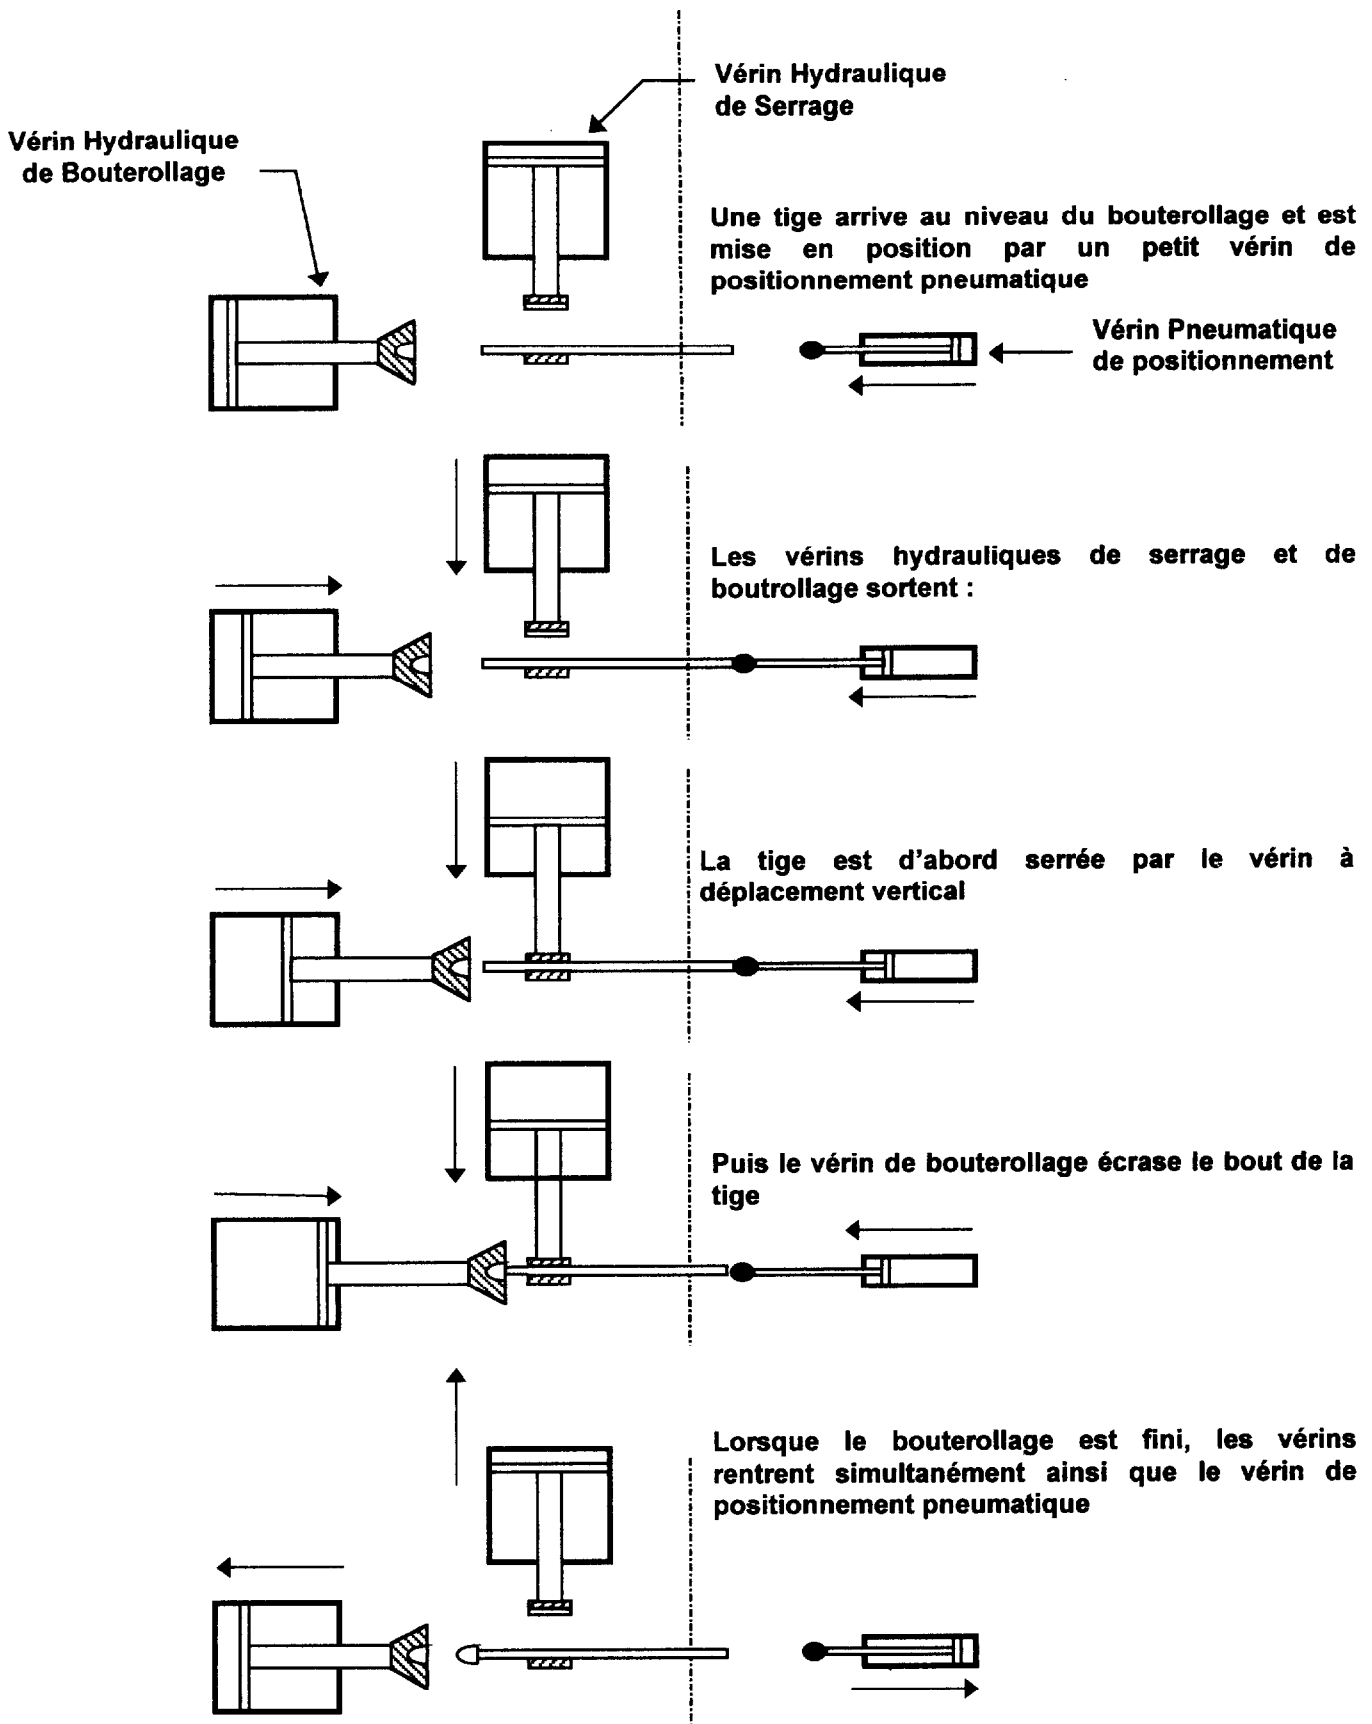 Vérin Hydraulique
de Serrage
Vérin Hydraulique
de Bouterollage
Une tige arrive au niveau du bouterollage et est
mise en position par un petit vérin de
positionnement pneumatique
Vérin Pneumatique
de positionnement
Les vérins hydrauliques de serrage et de
boutrollage sortent :
La tige est d'abord serrée par le vérin à
déplacement vertical
Puis le vérin de bouterollage écrase le bout de la
tige
Lorsque le bouterollage est fini, les vérins
rentrent simultanément ainsi que le vérin de
positionnement pneumatique